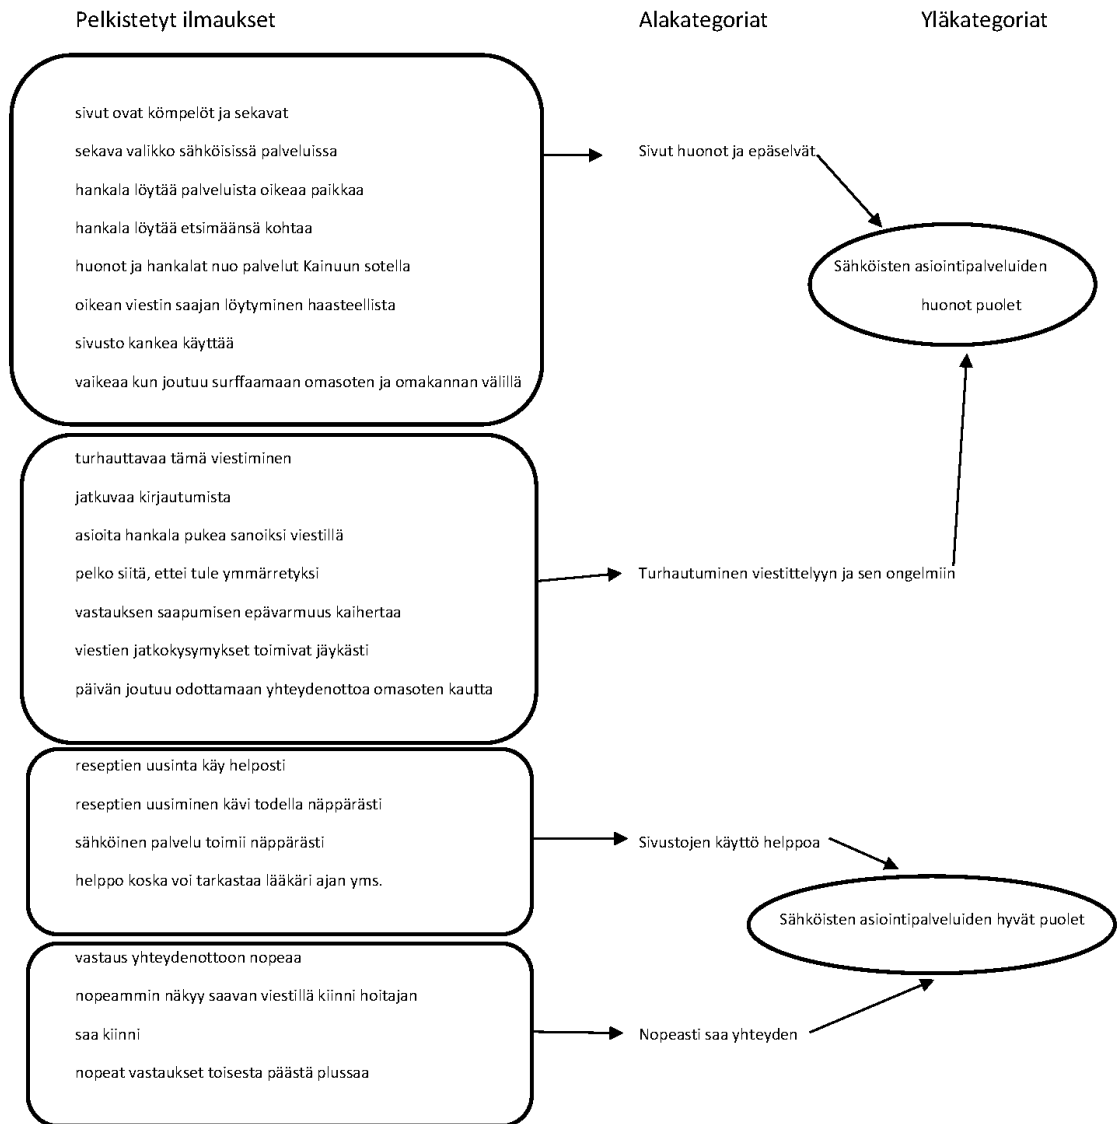 Pelkistetyt ilmaukset
Alakategoriat
Yläkategoriat
sivut ovat kömpelöt ja sekavat
sekava valikko sähköisissä palveluissa
hankala löytää palveluista oikeaa paikkaa
hankala löytää etsimäänsä kohtaa
huonot ja hankalat nuo palvelut Kainuun sotella
oikean viestin saajan löytyminen haasteellista
sivusto kankea käyttää
vaikeaa kun joutuu surffaamaan omasoten ja omakannan välillä
Sivut huonot ja epäselvät
Sähköisten asiointipalveluiden
huonot puolet
turhauttavaa tämä viestiminen
jatkuvaa kirjautumista
asioita hankala pukea sanoiksi viestillä
pelko siitä, ettei tule ymmärretyksi
vastauksen saapumisen epävarmuus kaihertaa
viestien jatkokysymykset toimivat jäykästi
päivän joutuu odottamaan yhteydenottoa omasoten kautta
Turhautuminen viestittelyyn ja sen ongelmiin
reseptien uusinta käy helposti
reseptien uusiminen kävi todella näppärästi
sähköinen palvelu toimii näppärästi
helppo koska voi tarkastaa lääkäri ajan yms.
Sivustojen käyttö helppoa
Sähköisten asiointipalveluiden hyvät puolet
vastaus yhteydenottoon nopeaa
nopeammin näkyy saavan viestillä kiinni hoitajan
saa kiinni
nopeat vastaukset toisesta päästä plussaa
Nopeasti saa yhteyden